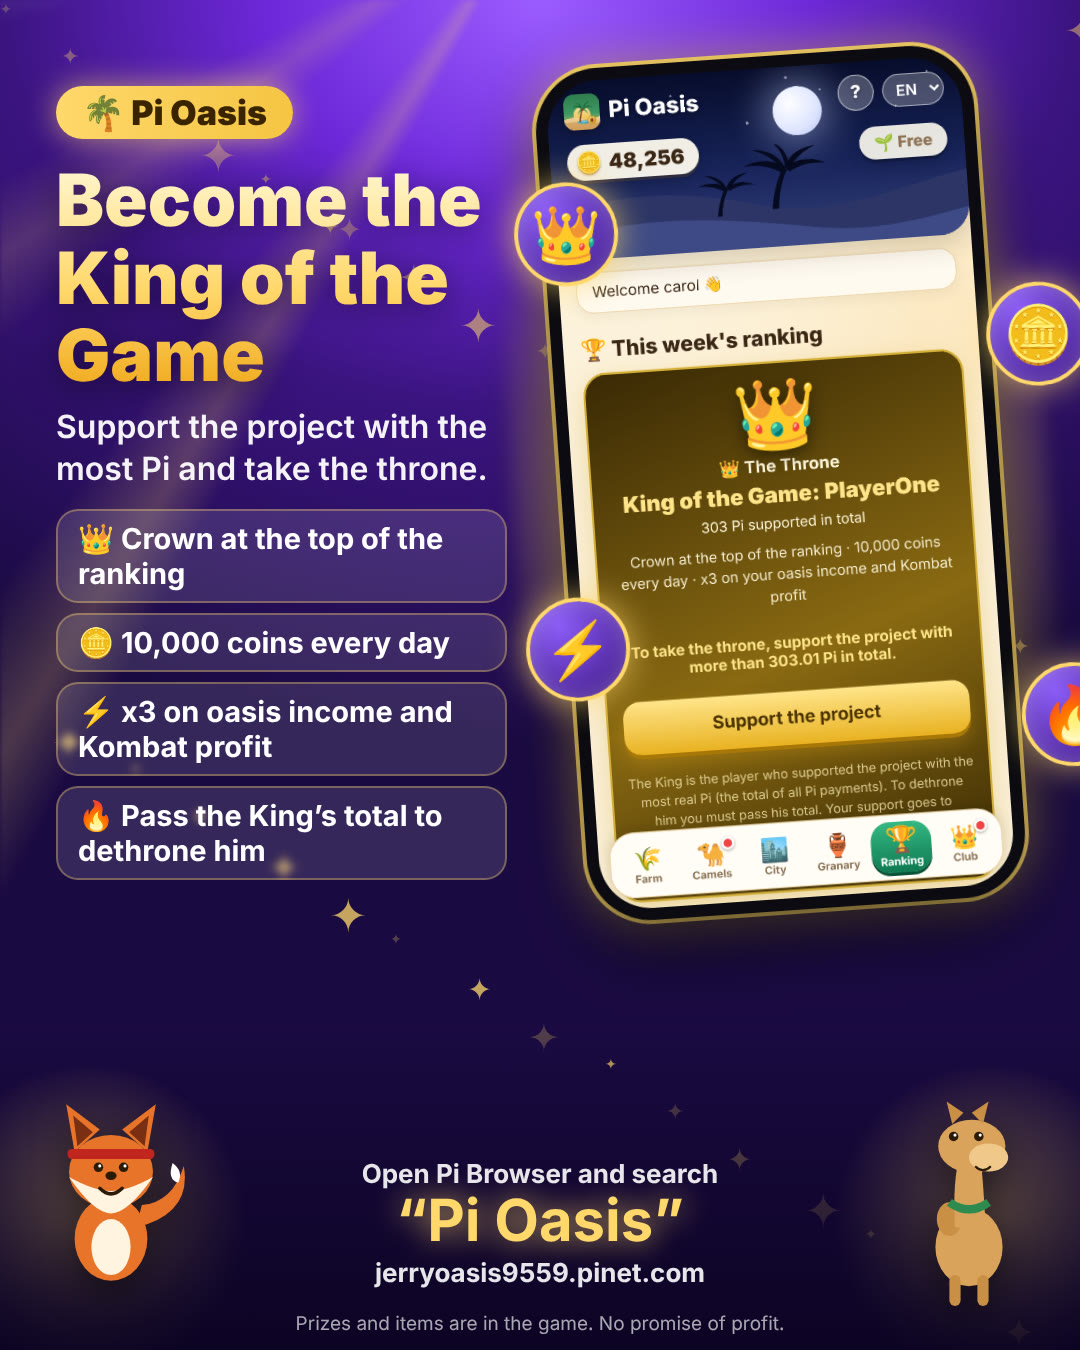 🌴 Pi Oasis
Become the
King of the
Game
Support the project with the
most Pi and take the throne.
👑 Crown at the top of the
ranking
🪙 10,000 coins every day
⚡ x3 on oasis income and
Kombat profit
🔥 Pass the King’s total to
dethrone him
Pi Oasis
?
EN
🪙 48,256
🌱 Free
Welcome carol 👋
🏆 This week's ranking
👑 The Throne
King of the Game: PlayerOne
303 Pi supported in total
Crown at the top of the ranking · 10,000 coins
every day · x3 on your oasis income and Kombat
profit
To take the throne, support the project with
more than 303.01 Pi in total.
Support the project
The King is the player who supported the project with the
most real Pi (the total of all Pi payments). To dethrone
him you must pass his total. Your support goes to
Farm
Camels
City
Granary
Ranking
Club
Open Pi Browser and search
“Pi Oasis”
jerryoasis9559.pinet.com
Prizes and items are in the game. No promise of profit.